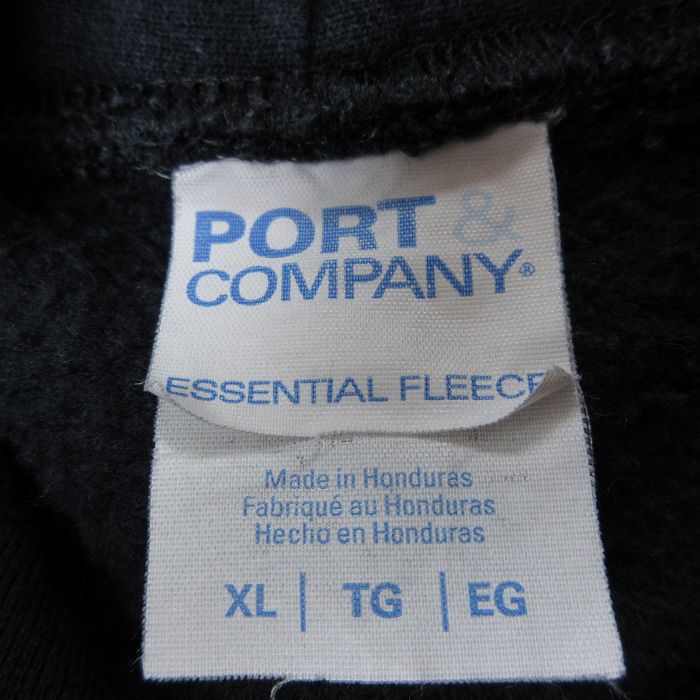 PORT &
COMPANY®
ESSENTIAL FLEECE
Made in Honduras
Fabriqué au Honduras
Hecho en Honduras
XL | TG | EG